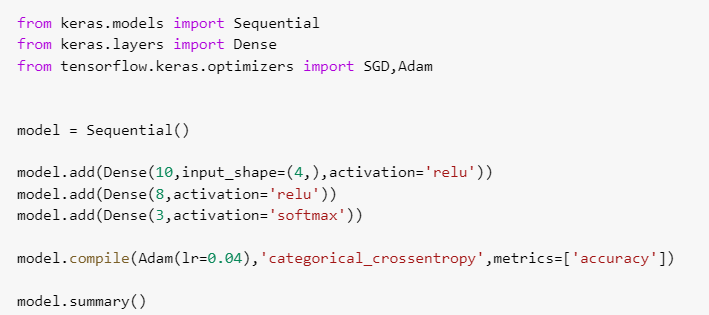 from keras.models import Sequential
from keras.layers import Dense
from tensorflow.keras.optimizers import SGD,Adam
model = Sequential()
model.add(Dense(10,input_shape=(4,),activation='relu'))
model.add(Dense(8,activation='relu'))
model.add(Dense(3,activation='softmax'))
model.compile(Adam(lr=0.04),'categorical_crossentropy',metrics=['accuracy'])
model.summary()